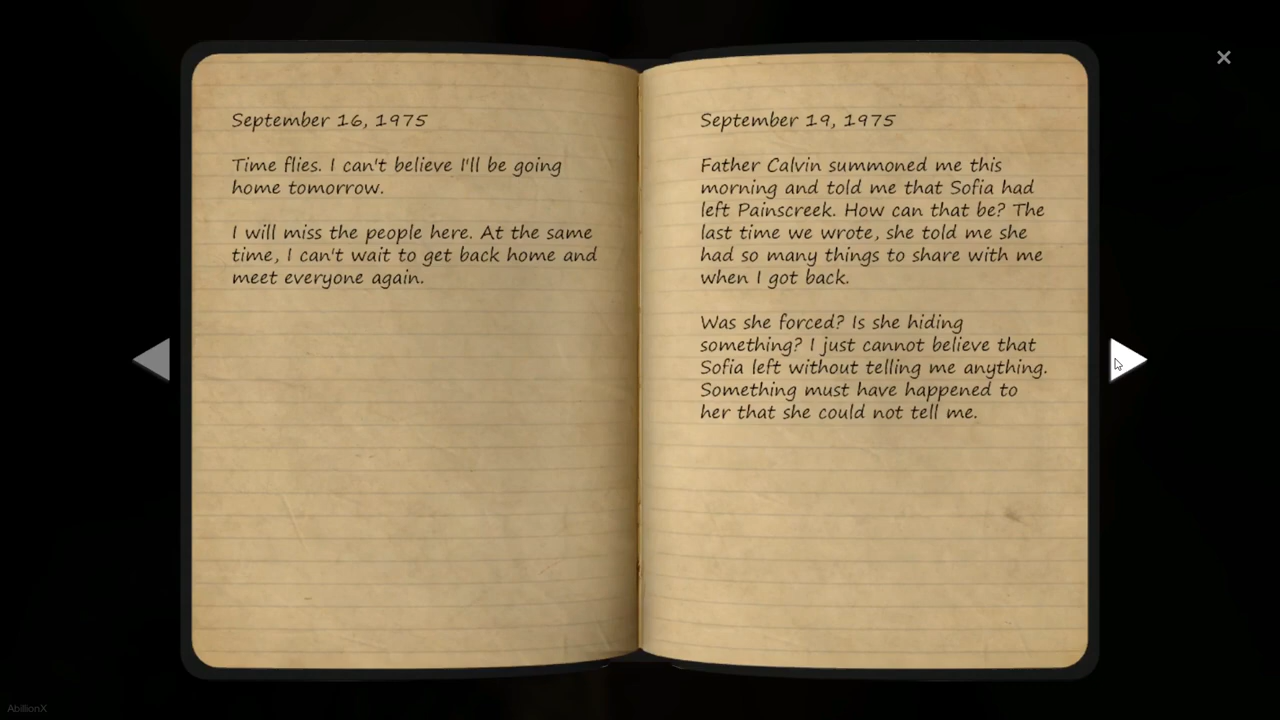 September 16, 1975
Time flies. I can't believe I'll be going
home tomorrow.
I will miss the people here. At the same
time, I can't wait to get back home and
meet everyone again.
September 19, 1975
Father Calvin summoned me this
morning and told me that Sofia had
left Painscreek. How can that be? The
last time we wrote, she told me she
had so many things to share with me
when I got back.
Was she forced? Is she hiding
something? I just cannot believe that
Sofia left without telling me anything.
Something must have happened to
her that she could not tell me.
AbillionX